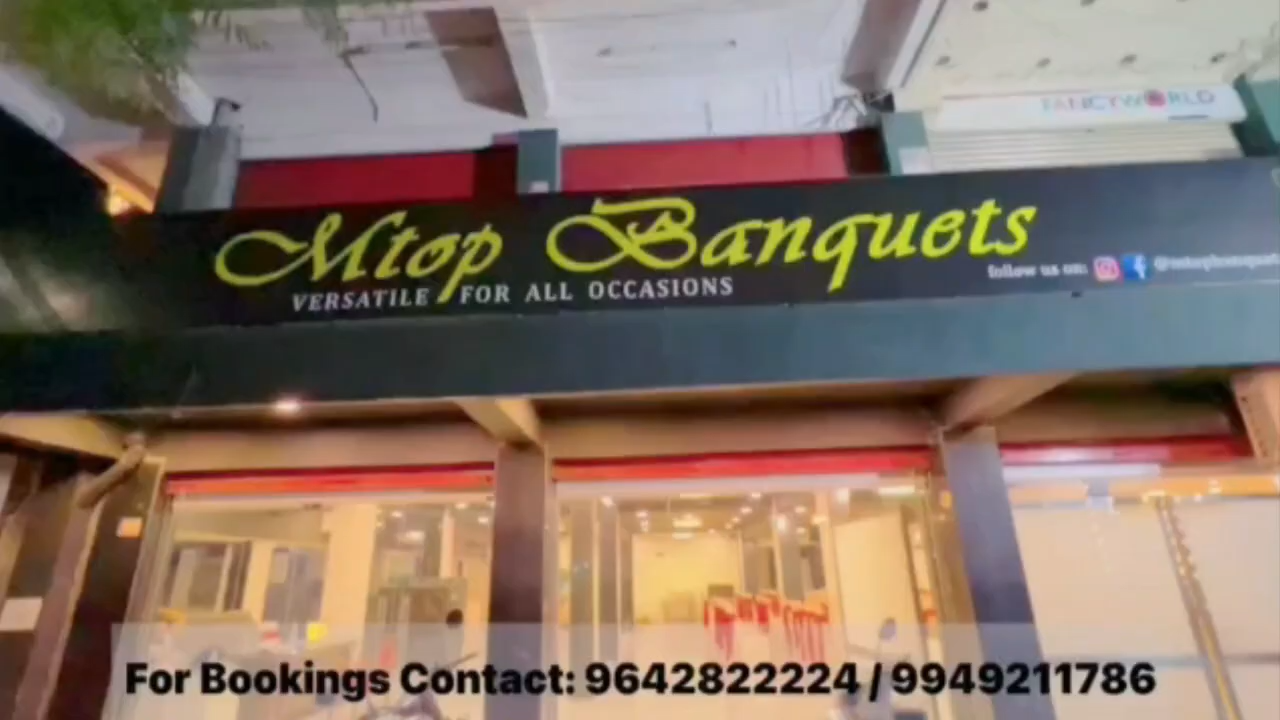 FANCYWORLD
Mtop Banquets
VERSATILE FOR ALL OCCASIONS
follow us on:
For Bookings Contact: 9642822224 / 9949211786